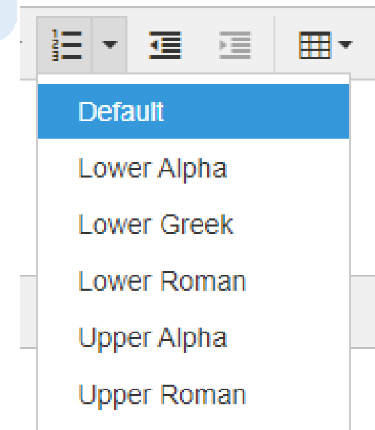 Default
Lower Alpha
Lower Greek
Lower Roman
Upper Alpha
Upper Roman